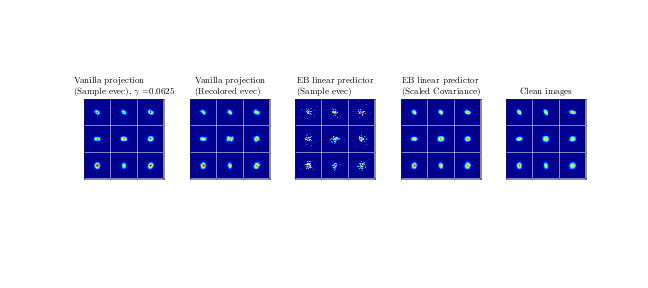 Vanilla projection
(Sample evec), γ =0.0625
Vanilla projection
(Recolored evec)
EB linear predictor
(Sample evec)
EB linear predictor
(Scaled Covariance)
Clean images